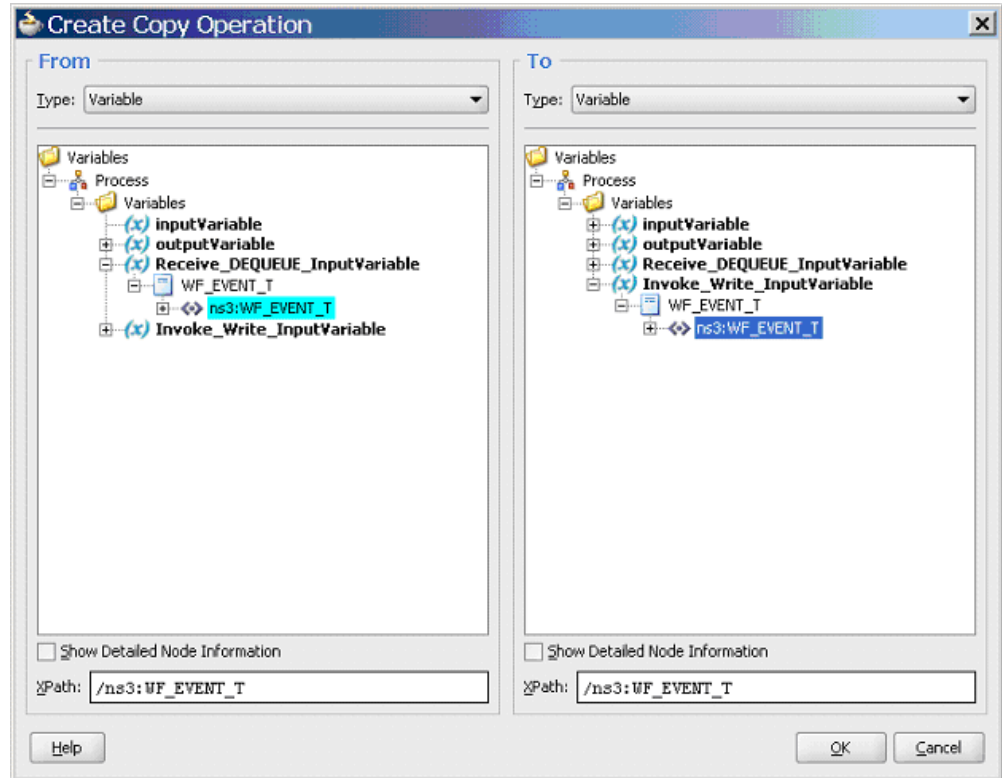 Create Copy Operation
From
Type: Variable
Variables
Process
Variables
(x) inputVariable
(x) outputVariable
(x) Receive_DEQUEUE_InputVariable
WF_EVENT_T
ns3:WF_EVENT_T
(x) Invoke_Write_InputVariable
Show Detailed Node Information
XPath: /ns3:WF_EVENT_T
To
Type: Variable
Variables
Process
Variables
(x) inputVariable
(x) outputVariable
(x) Receive_DEQUEUE_InputVariable
(x) Invoke_Write_InputVariable
WF_EVENT_T
ns3:WF_EVENT_T
Show Detailed Node Information
XPath: /ns3:WF_EVENT_T
Help
OK
Cancel